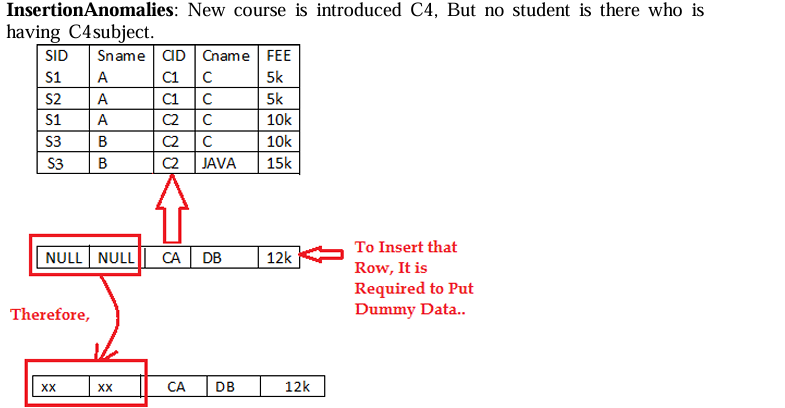 InsertionAnomalies: New course is introduced C4, But no student is there who is
having C4subject.
SID Sname CID Cname FEE
S1 A C1 C 5k
S2 A C1 C 5k
S1 A C2 C 10k
S3 B C2 C 10k
S3 B C2 JAVA 15k
NULL NULL CA DB 12k
To Insert that
Row, It is
Required to Put
Dummy Data..
Therefore,
xx xx CA DB 12k